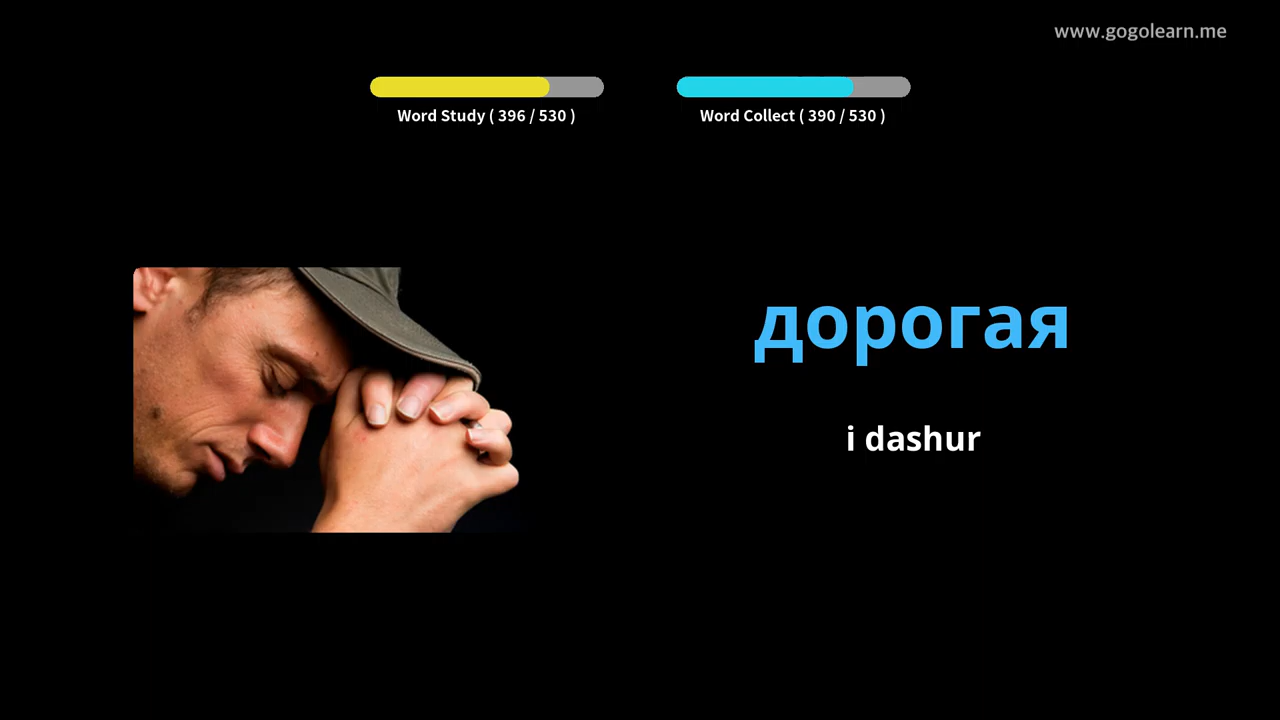 www.gogolearn.me
Word Study ( 396 / 530 )
Word Collect ( 390 / 530 )
дорогая
i dashur